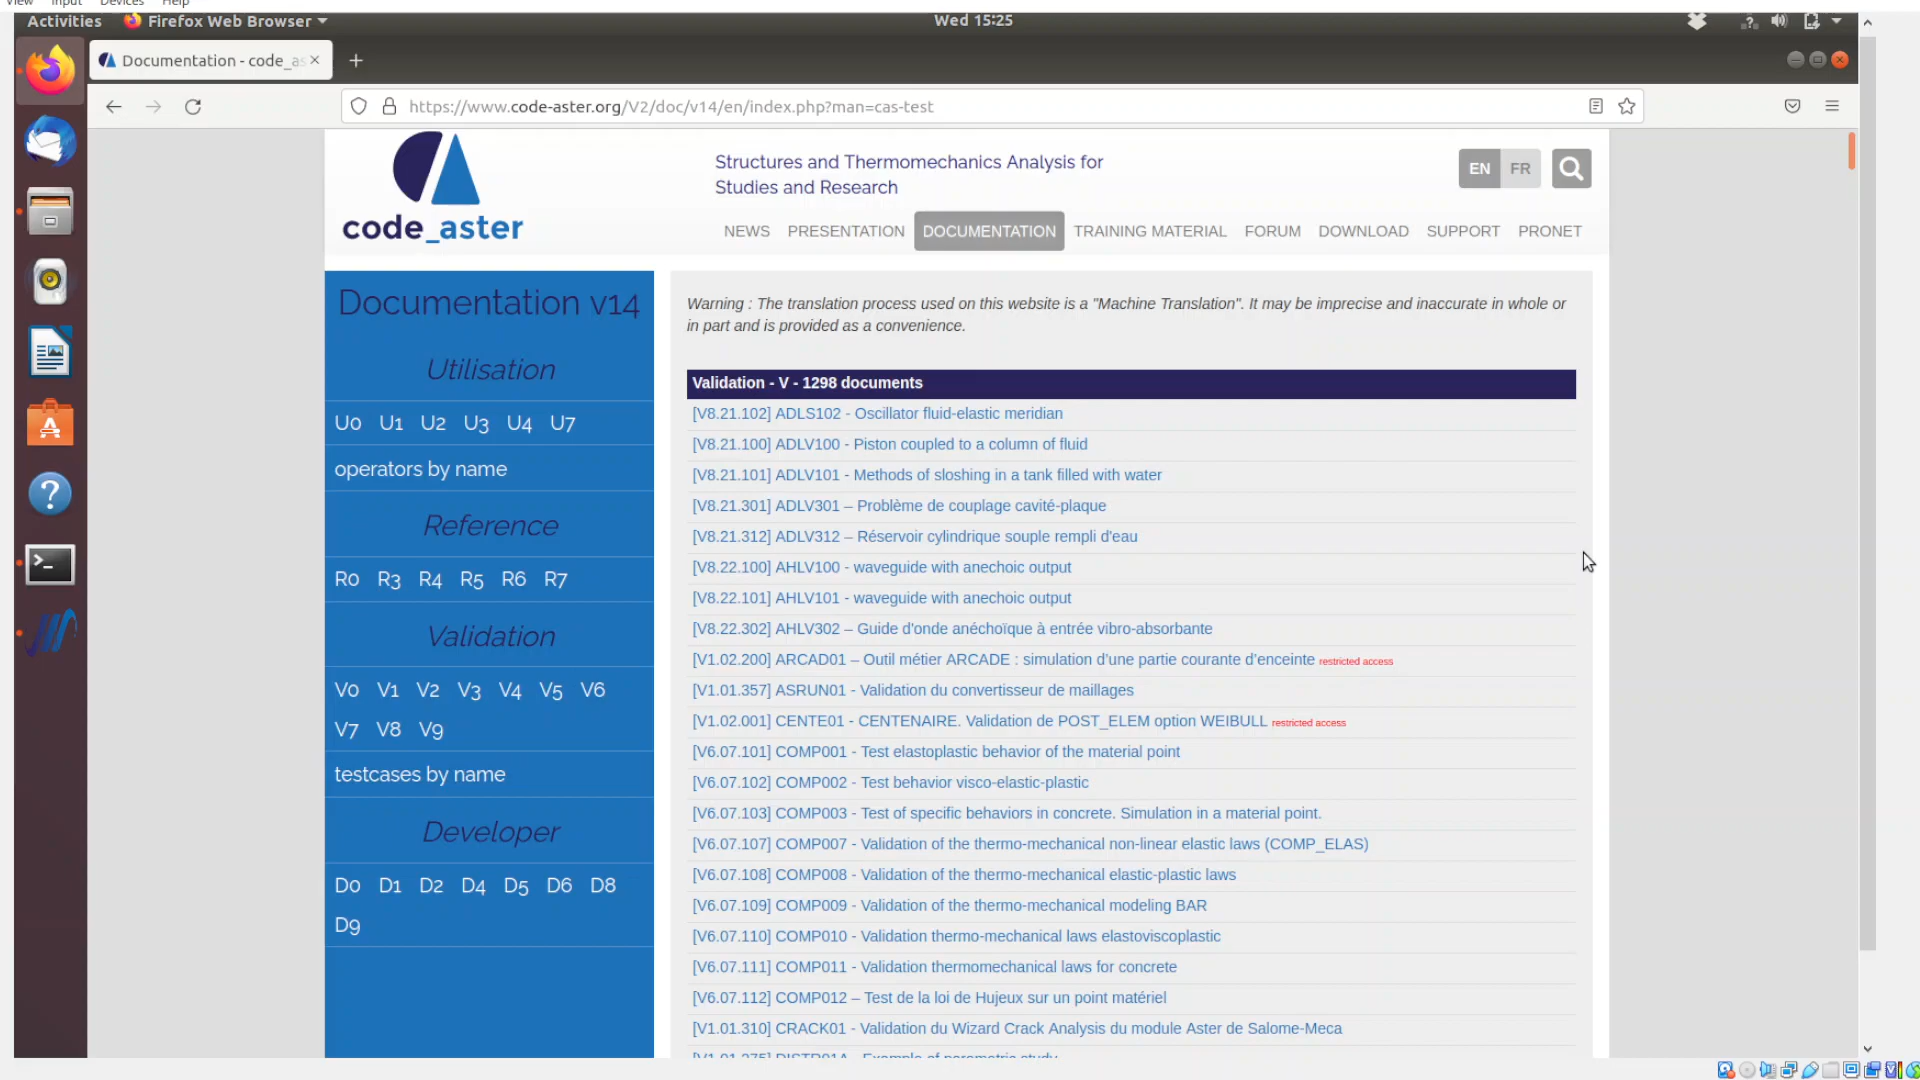 View Input Devices Help
Activities Firefox Web Browser Wed 15:25
Documentation - code_as
https://www.code-aster.org/V2/doc/v14/en/index.php?man=cas-test
code_aster
Structures and Thermomechanics Analysis for
Studies and Research
EN FR
NEWS PRESENTATION DOCUMENTATION TRAINING MATERIAL FORUM DOWNLOAD SUPPORT PRONET
Documentation v14
Utilisation
U0 U1 U2 U3 U4 U7
operators by name
Reference
R0 R3 R4 R5 R6 R7
Validation
V0 V1 V2 V3 V4 V5 V6
V7 V8 V9
testcases by name
Developer
D0 D1 D2 D4 D5 D6 D8
D9
Warning : The translation process used on this website is a "Machine Translation". It may be imprecise and inaccurate in whole or
in part and is provided as a convenience.
Validation - V - 1298 documents
[V8.21.102] ADLS102 - Oscillator fluid-elastic meridian
[V8.21.100] ADLV100 - Piston coupled to a column of fluid
[V8.21.101] ADLV101 - Methods of sloshing in a tank filled with water
[V8.21.301] ADLV301 – Problème de couplage cavité-plaque
[V8.21.312] ADLV312 – Réservoir cylindrique souple rempli d'eau
[V8.22.100] AHLV100 - waveguide with anechoic output
[V8.22.101] AHLV101 - waveguide with anechoic output
[V8.22.302] AHLV302 – Guide d'onde anéchoïque à entrée vibro-absorbante
[V1.02.200] ARCAD01 – Outil métier ARCADE : simulation d’une partie courante d’enceinte restricted access
[V1.01.357] ASRUN01 - Validation du convertisseur de maillages
[V1.02.001] CENTE01 - CENTENAIRE. Validation de POST_ELEM option WEIBULL restricted access
[V6.07.101] COMP001 - Test elastoplastic behavior of the material point
[V6.07.102] COMP002 - Test behavior visco-elastic-plastic
[V6.07.103] COMP003 - Test of specific behaviors in concrete. Simulation in a material point.
[V6.07.107] COMP007 - Validation of the thermo-mechanical non-linear elastic laws (COMP_ELAS)
[V6.07.108] COMP008 - Validation of the thermo-mechanical elastic-plastic laws
[V6.07.109] COMP009 - Validation of the thermo-mechanical modeling BAR
[V6.07.110] COMP010 - Validation thermo-mechanical laws elastoviscoplastic
[V6.07.111] COMP011 - Validation thermomechanical laws for concrete
[V6.07.112] COMP012 – Test de la loi de Hujeux sur un point matériel
[V1.01.310] CRACK01 - Validation du Wizard Crack Analysis du module Aster de Salome-Meca
[V1.01.375] DISTR01A - Example of parametric study